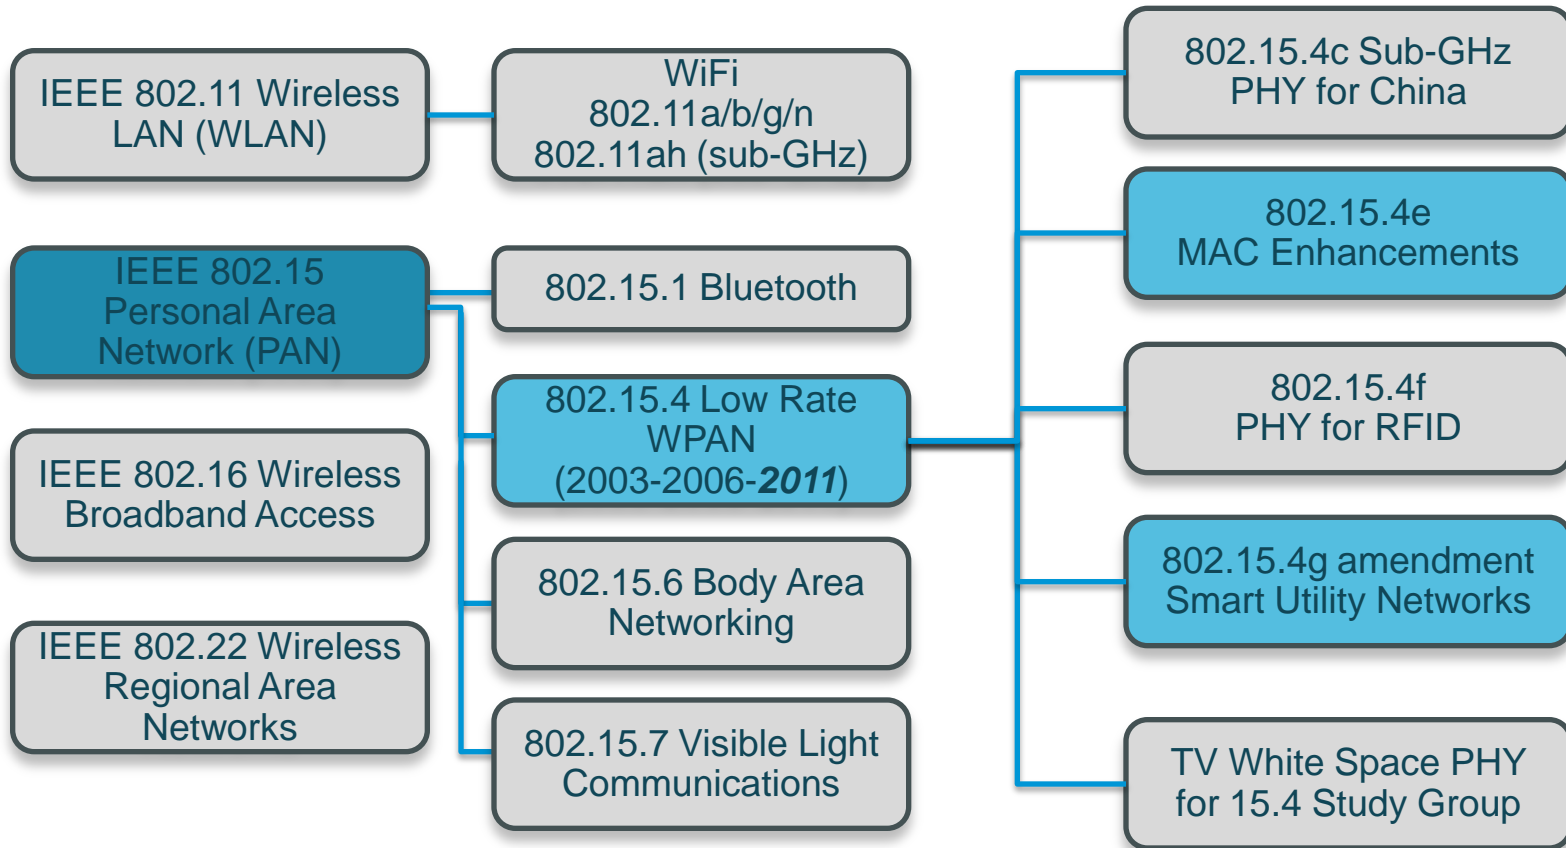 IEEE 802.11 Wireless
LAN (WLAN)
IEEE 802.15
Personal Area
Network (PAN)
IEEE 802.16 Wireless
Broadband Access
IEEE 802.22 Wireless
Regional Area
Networks
WiFi
802.11a/b/g/n
802.11ah (sub-GHz)
802.15.1 Bluetooth
802.15.4 Low Rate
WPAN
(2003-2006-2011)
802.15.6 Body Area
Networking
802.15.7 Visible Light
Communications
802.15.4c Sub-GHz
PHY for China
802.15.4e
MAC Enhancements
802.15.4f
PHY for RFID
802.15.4g amendment
Smart Utility Networks
TV White Space PHY
for 15.4 Study Group